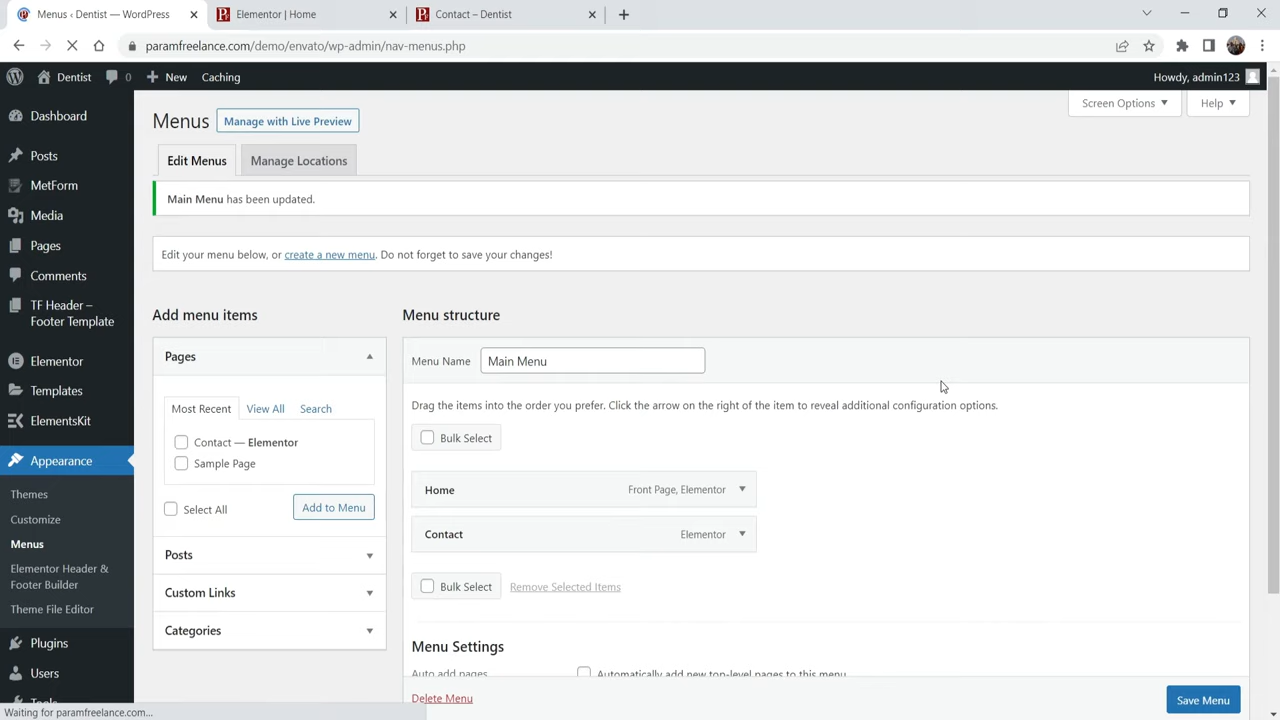 Menus ‹ Dentist — WordPress
Elementor | Home
Contact – Dentist
paramfreelance.com/demo/envato/wp-admin/nav-menus.php
Dentist
0
New
Caching
Howdy, admin123
Dashboard
Posts
MetForm
Media
Pages
Comments
TF Header –
Footer Template
Elementor
Templates
ElementsKit
Appearance
Themes
Customize
Menus
Elementor Header &
Footer Builder
Theme File Editor
Plugins
Users
Tools
Screen Options
Help
Menus
Manage with Live Preview
Edit Menus
Manage Locations
Main Menu has been updated.
Edit your menu below, or create a new menu. Do not forget to save your changes!
Add menu items
Pages
Most Recent
View All
Search
Contact — Elementor
Sample Page
Select All
Add to Menu
Posts
Custom Links
Categories
Menu structure
Menu Name
Main Menu
Drag the items into the order you prefer. Click the arrow on the right of the item to reveal additional configuration options.
Bulk Select
Home
Front Page, Elementor
Contact
Elementor
Bulk Select
Remove Selected Items
Menu Settings
Auto add pages
Automatically add new top-level pages to this menu
Delete Menu
Save Menu
Waiting for paramfreelance.com...